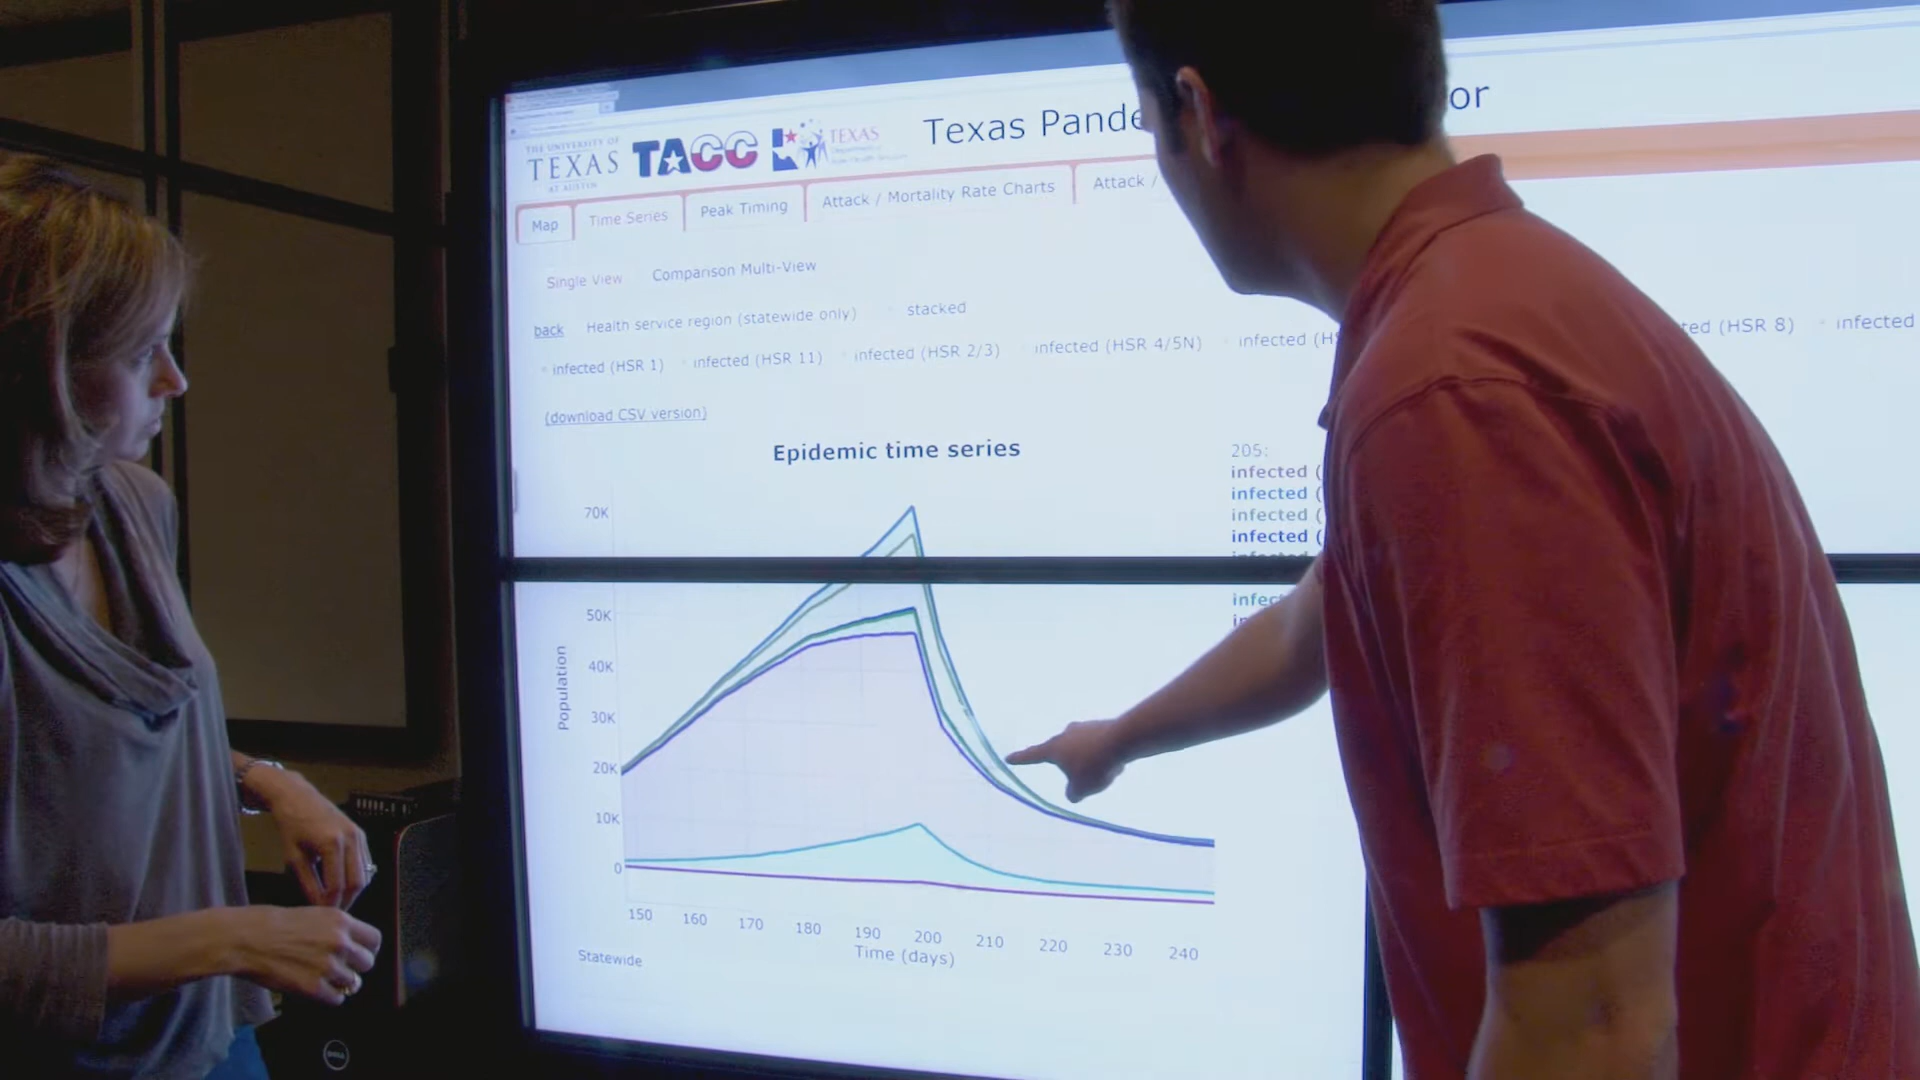 THE UNIVERSITY OF
TEXAS
AT AUSTIN
TACC
TEXAS
Texas Pande
or
Map
Time Series
Peak Timing
Attack / Mortality Rate Charts
Attack /
Single View
Comparison Multi-View
back
Health service region (statewide only)
stacked
infected (HSR 1)
infected (HSR 11)
infected (HSR 2/3)
infected (HSR 4/5N)
infected (HS
ted (HSR 8)
infected
(download CSV version)
Epidemic time series
205:
infected (
infected (
infected (
infected (
infec
70K
50K
40K
30K
20K
10K
0
Population
150 160 170 180 190 200 210 220 230 240
Time (days)
Statewide
DELL